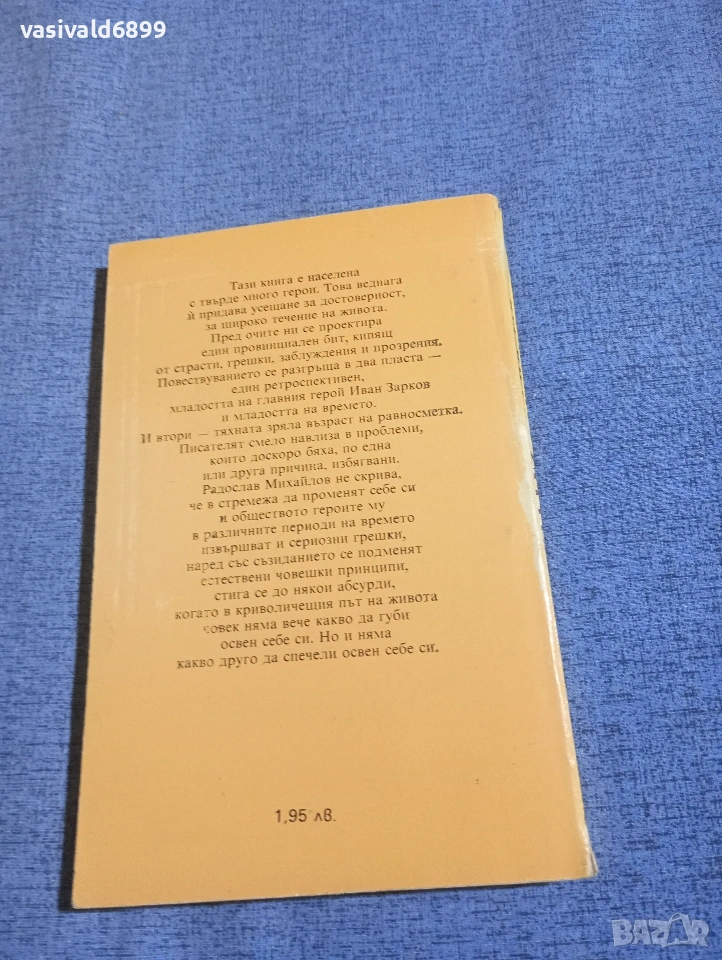 vasivald6899
Тази книга е населена
с твърде много герои. Това веднага
ѝ придава усещане за достоверност,
за широко течение на живота.
Пред очите ни се проектира
един провинциален бит, кипящ
от страсти, грешки, заблуждения и прозрения.
Повествуванието се разгръща в два пласта —
един ретроспективен,
младостта на главния герой Иван Зарков
и младостта на времето.
И втори — тяхната зряла възраст на равносметка.
Писателят смело навлиза в проблеми,
които доскоро бяха, по една
или друга причина, избягвани.
Радослав Михайлов не скрива,
че в стремежа да променят себе си
и обществото героите му
в различните периоди на времето
извършват и сериозни грешки,
наред със съзиданието се подменят
естествени човешки принципи,
стига се до някои абсурди,
когато в криволичещия път на живота
човек няма вече какво да губи
освен себе си. Но и няма
какво друго да спечели освен себе си.
1,95 лв.
BAZAR